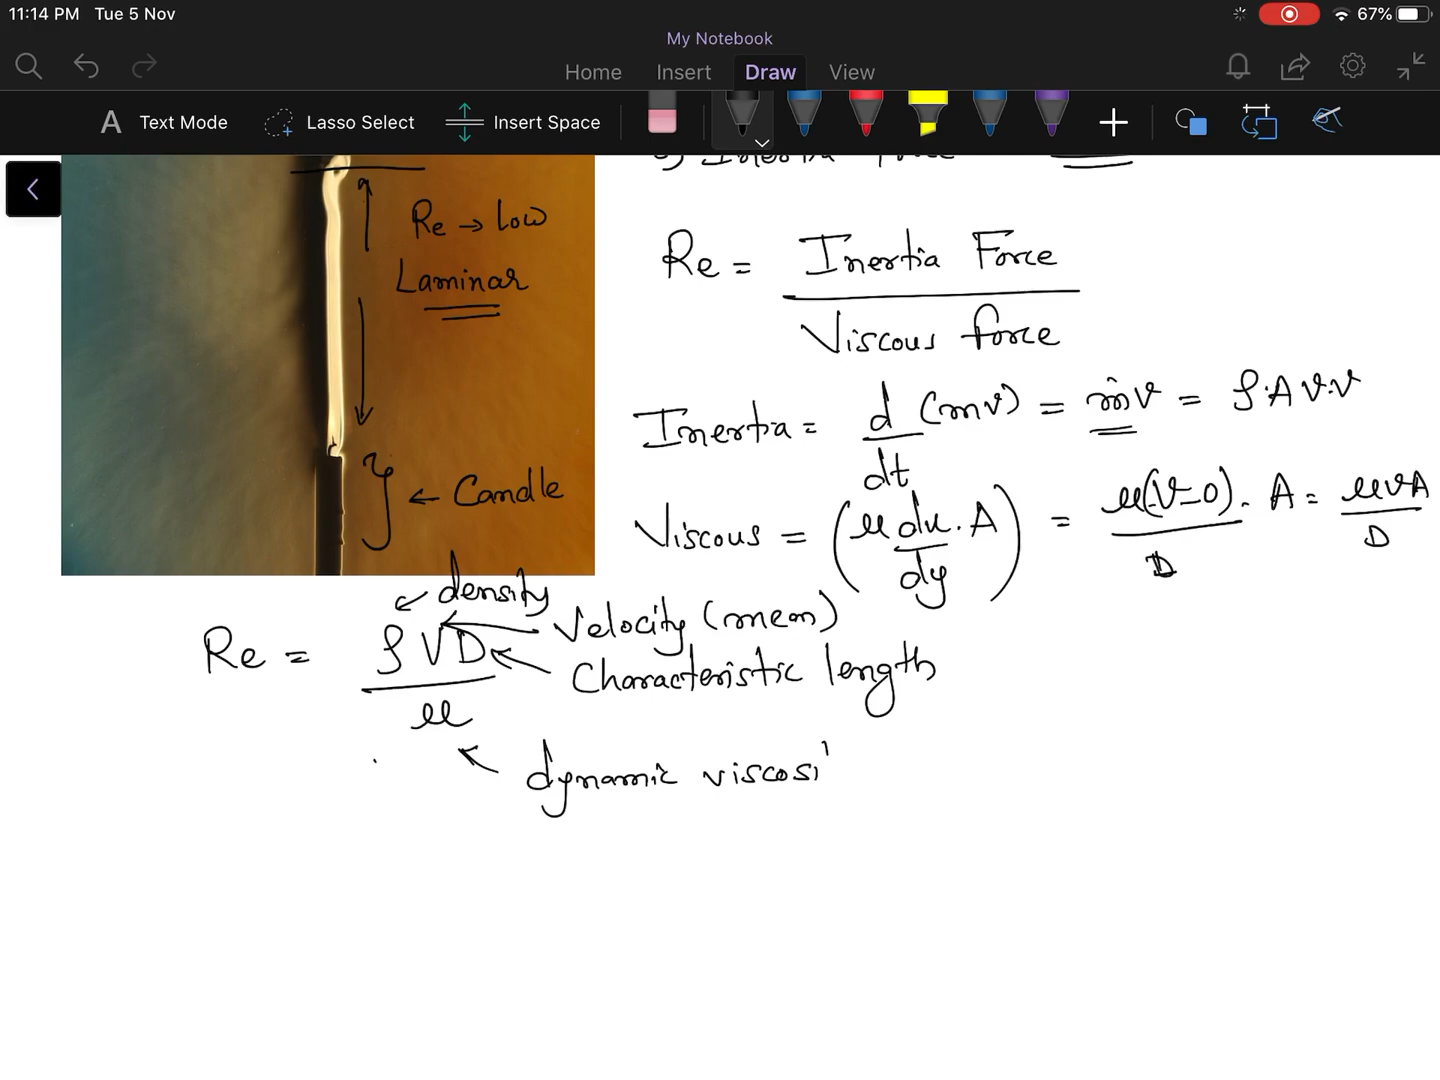 11:14 PM Tue 5 Nov
67%
My Notebook
Home Insert Draw View
A Text Mode Lasso Select Insert Space
Re → Low
Laminar
← Candle
Re = Inertia Force
Viscous force
Inertia = d (mv) = ṁv = ρ.A V.V
dt
Viscous = (μ du . A) = μ(V-0) . A = μVA
dy D D
density
Velocity (mean)
Re = ρVD
Characteristic length
μ
dynamic viscosi